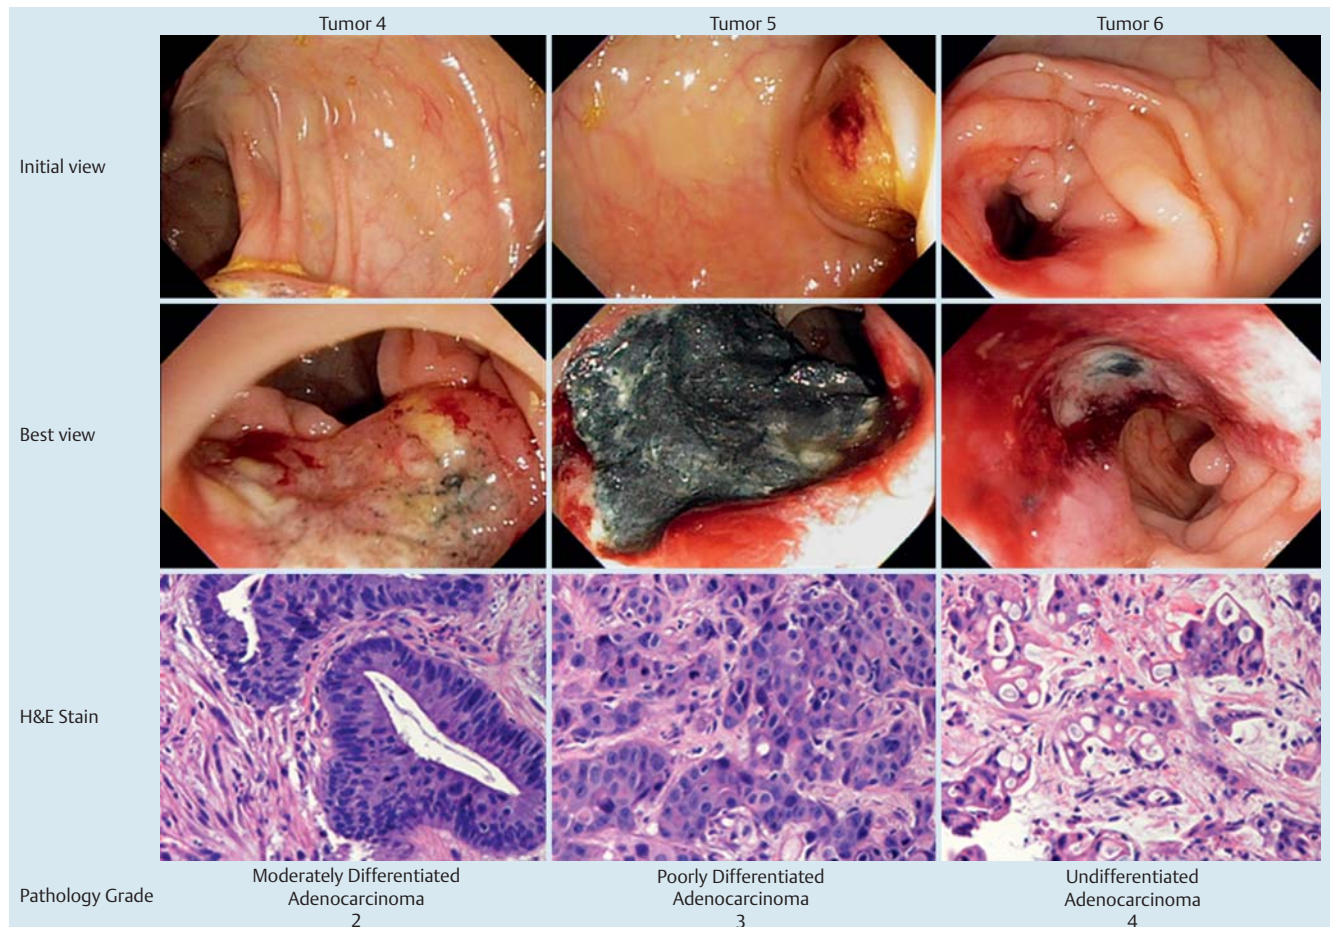 Tumor 4
Tumor 5
Tumor 6
Initial view
Best view
H&E Stain
Pathology Grade
Moderately Differentiated
Adenocarcinoma
2
Poorly Differentiated
Adenocarcinoma
3
Undifferentiated
Adenocarcinoma
4